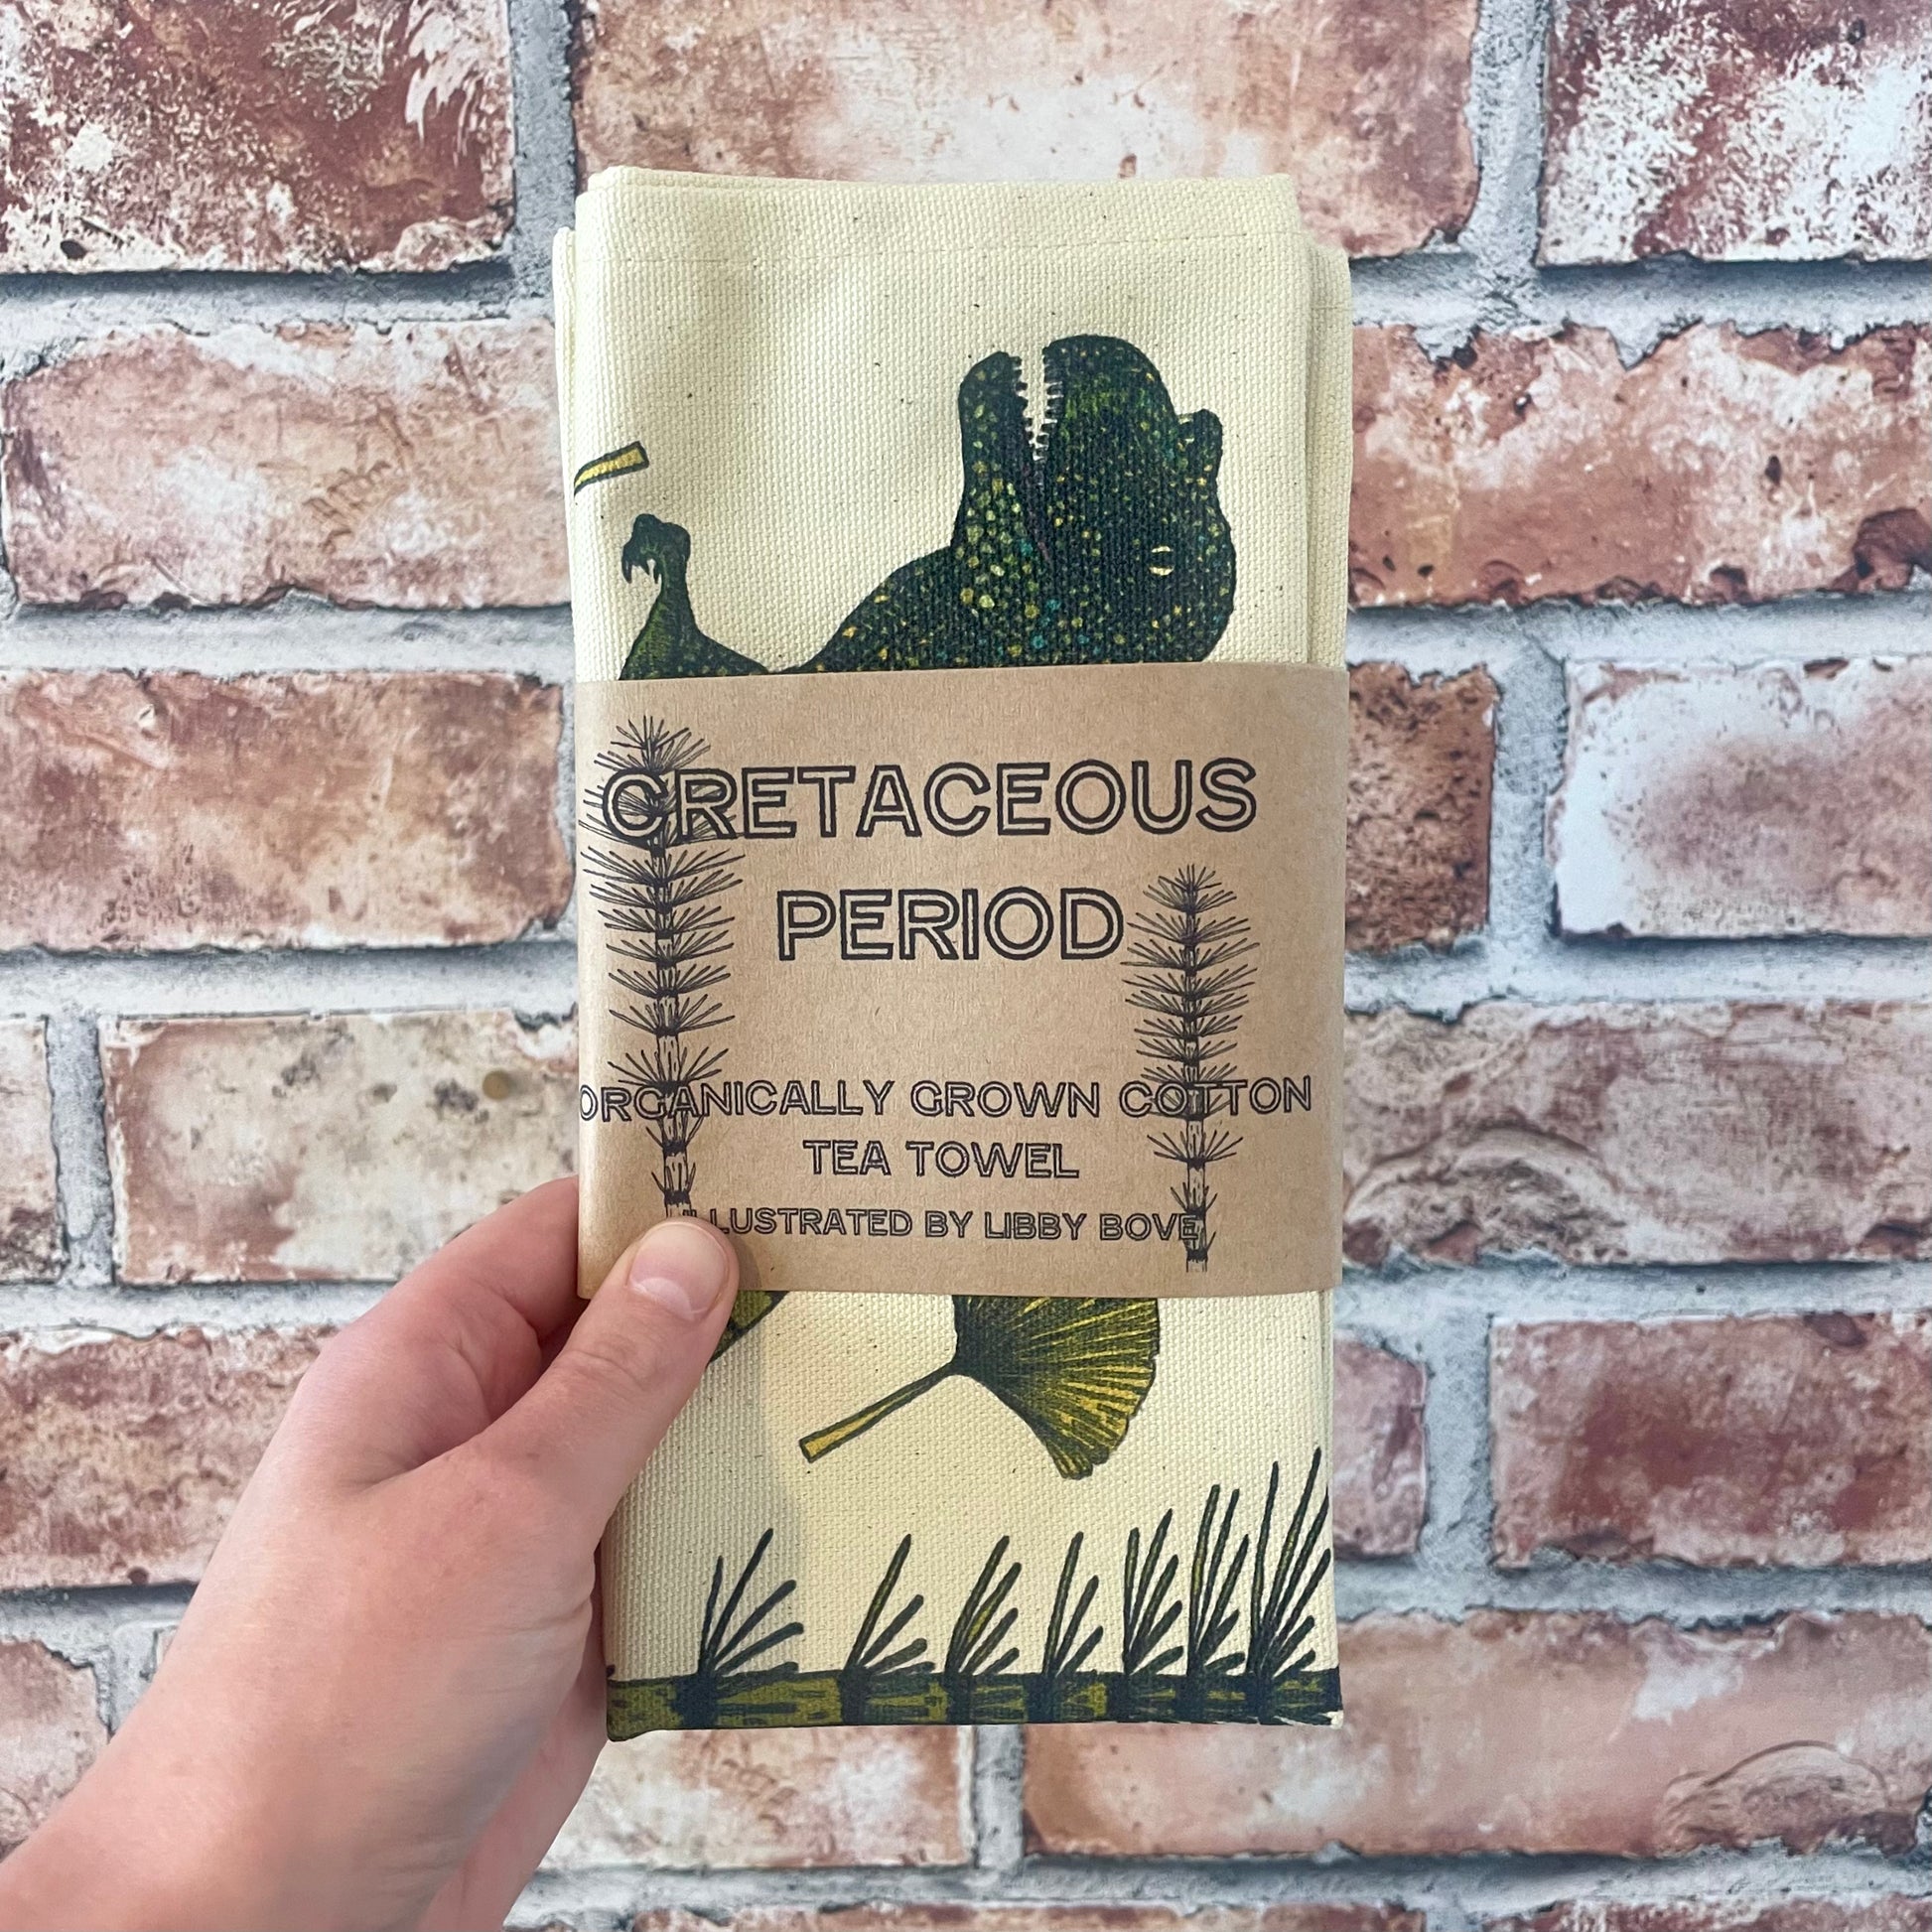 CRETACEOUS
PERIOD
ORGANICALLY GROWN COTTON
TEA TOWEL
ILLUSTRATED BY LIBBY BOVE